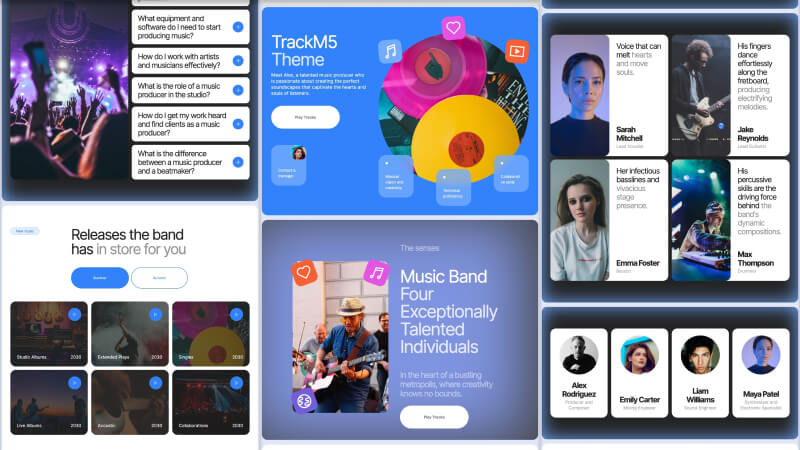 What equipment and
software do I need to start
producing music?
How do I work with artists
and musicians effectively?
What is the role of a music
producer in the studio?
How do I get my work heard
and find clients as a music
producer?
What is the difference
between a music producer
and a beatmaker?
New music
Releases the band
has in store for you
Studio Albums
2030
Extended Plays
2030
Singles
2030
Live Albums
2030
Acoustic
2030
Collaborations
2030
TrackM5
Theme
Meet Alex, a talented music producer who
is passionate about creating the perfect
soundscapes that captivate the hearts and
souls of listeners.
Play Tracks
Contact a
manager
Musical
vision and
creativity
Technical
proficiency
The senses
Music Band
Four
Exceptionally
Talented
Individuals
In the heart of a bustling
metropolis, where creativity
knows no bounds.
Play Tracks
Voice that can
melt hearts
and move
souls.
Sarah
Mitchell
Lead Vocalist
His fingers
dance
effortlessly
along the
fretboard,
producing
electrifying
melodies.
Jake
Reynolds
Lead Guitarist
Her infectious
basslines and
vivacious
stage
presence.
Emma Foster
Bassist
His
percussive
skills are the
driving force
behind the
band's
dynamic
compositions.
Max
Thompson
Drummer
Alex
Rodriguez
Producer and
Composer
Emily Carter
Mixing Engineer
Liam
Williams
Sound Engineer
Maya Patel
Synthesizer and
Electronic Specialist